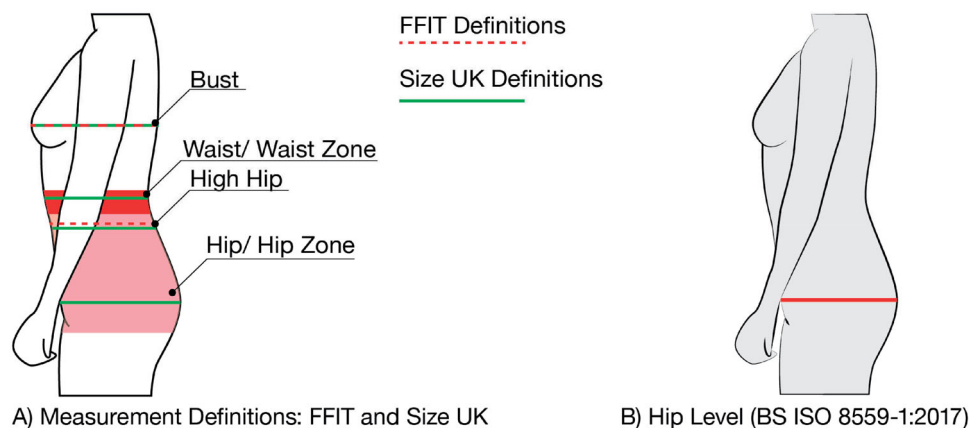 FFIT Definitions
Size UK Definitions
Bust
Waist/ Waist Zone
High Hip
Hip/ Hip Zone
A) Measurement Definitions: FFIT and Size UK
B) Hip Level (BS ISO 8559-1:2017)